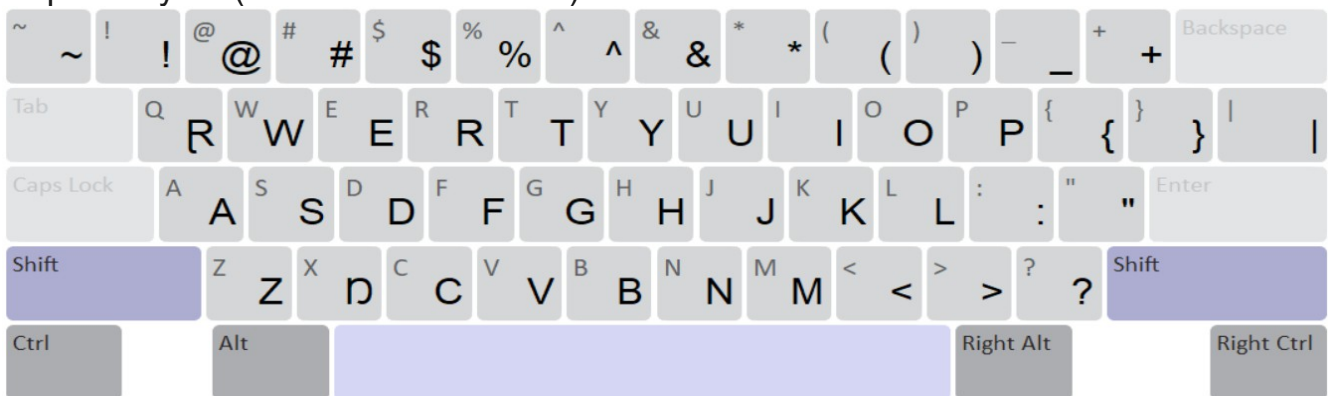 ~ ~ ! ! @ @ # # $ $ % % ^ ^ & & * * ( ( ) ) _ _ + + Backspace
Tab Q Ɽ W W E E R R T T Y Y U U I I O O P P { { } } | |
Caps Lock A A S S D D F F G G H H J J K K L L : : " " Enter
Shift Z Z X Ŋ C C V V B B N N M M < < > > ? ? Shift
Ctrl Alt Right Alt Right Ctrl